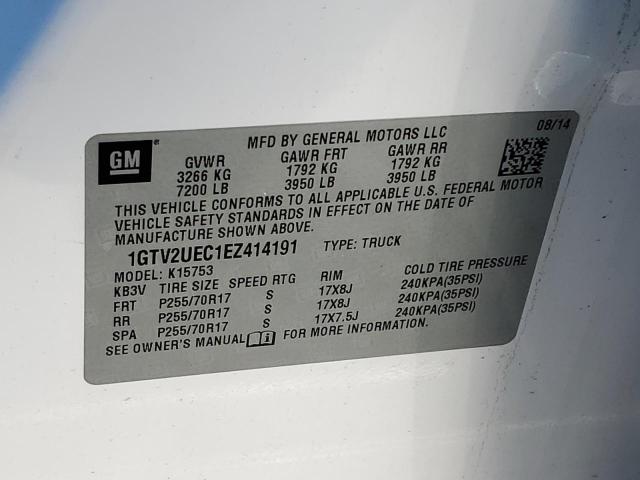 MFD BY GENERAL MOTORS LLC 08/14
GM
GVWR GAWR FRT GAWR RR
3266 KG 1792 KG 1792 KG
7200 LB 3950 LB 3950 LB
THIS VEHICLE CONFORMS TO ALL APPLICABLE U.S. FEDERAL MOTOR
VEHICLE SAFETY STANDARDS IN EFFECT ON THE DATE OF
MANUFACTURE SHOWN ABOVE.
1GTV2UEC1EZ414191 TYPE: TRUCK
MODEL: K15753
KB3V TIRE SIZE SPEED RTG RIM COLD TIRE PRESSURE
FRT P255/70R17 S 17X8J 240KPA(35PSI)
RR P255/70R17 S 17X8J 240KPA(35PSI)
SPA P255/70R17 S 17X7.5J 240KPA(35PSI)
SEE OWNER'S MANUAL FOR MORE INFORMATION.